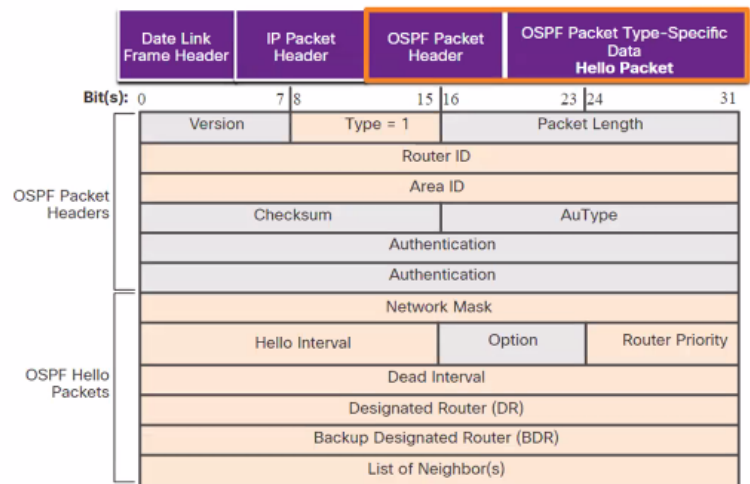 Date Link
Frame Header
IP Packet
Header
OSPF Packet
Header
OSPF Packet Type-Specific
Data
Hello Packet
Bit(s): 0 7 8 15 16 23 24 31
OSPF Packet
Headers
Version Type = 1 Packet Length
Router ID
Area ID
Checksum AuType
Authentication
Authentication
OSPF Hello
Packets
Network Mask
Hello Interval Option Router Priority
Dead Interval
Designated Router (DR)
Backup Designated Router (BDR)
List of Neighbor(s)